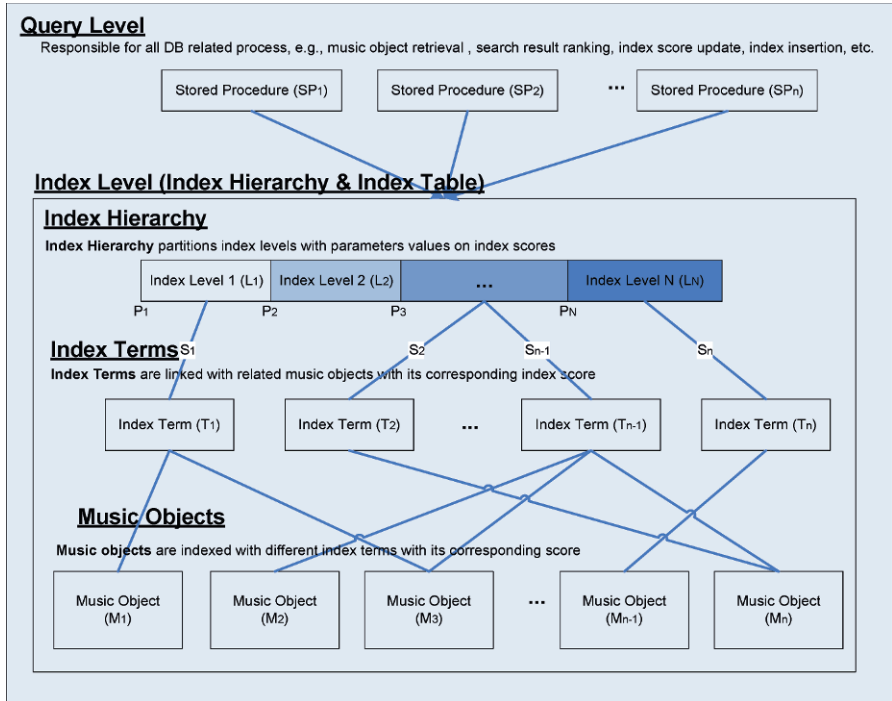 Query Level
Responsible for all DB related process, e.g., music object retrieval , search result ranking, index score update, index insertion, etc.
Stored Procedure (SP1) Stored Procedure (SP2) ... Stored Procedure (SPn)
Index Level (Index Hierarchy & Index Table)
Index Hierarchy
Index Hierarchy partitions index levels with parameters values on index scores
Index Level 1 (L1) Index Level 2 (L2) ... Index Level N (LN)
P1 P2 P3 PN
Index Terms S1 S2 Sn-1 Sn
Index Terms are linked with related music objects with its corresponding index score
Index Term (T1) Index Term (T2) ... Index Term (Tn-1) Index Term (Tn)
Music Objects
Music objects are indexed with different index terms with its corresponding score
Music Object Music Object Music Object ... Music Object Music Object
(M1) (M2) (M3) (Mn-1) (Mn)